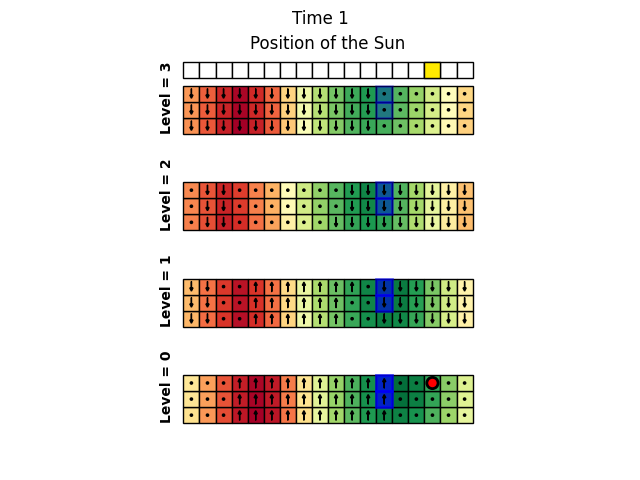 Time 1
Position of the Sun
Level = 3
Level = 2
Level = 1
Level = 0